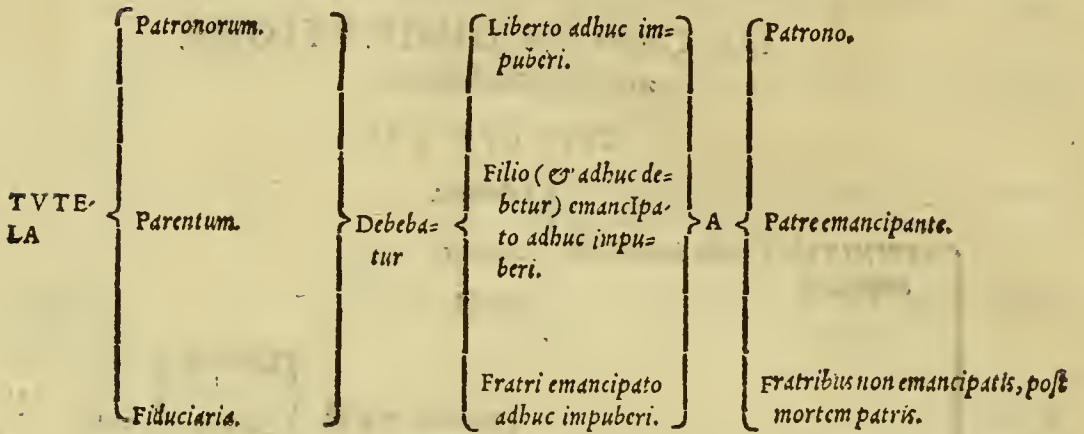 TVTE-
LA
Patronorum.
Parentum.
Fiduciaria.
Debeba=
tur
Liberto adhuc im=
puberi.
Filio (& adhuc de=
betur) emancipa-
to adhuc impu=
beri.
Fratri emancipato
adhuc impuberi.
A
Patrono.
Patre emancipante.
Fratribus non emancipatis, post
mortem patris.